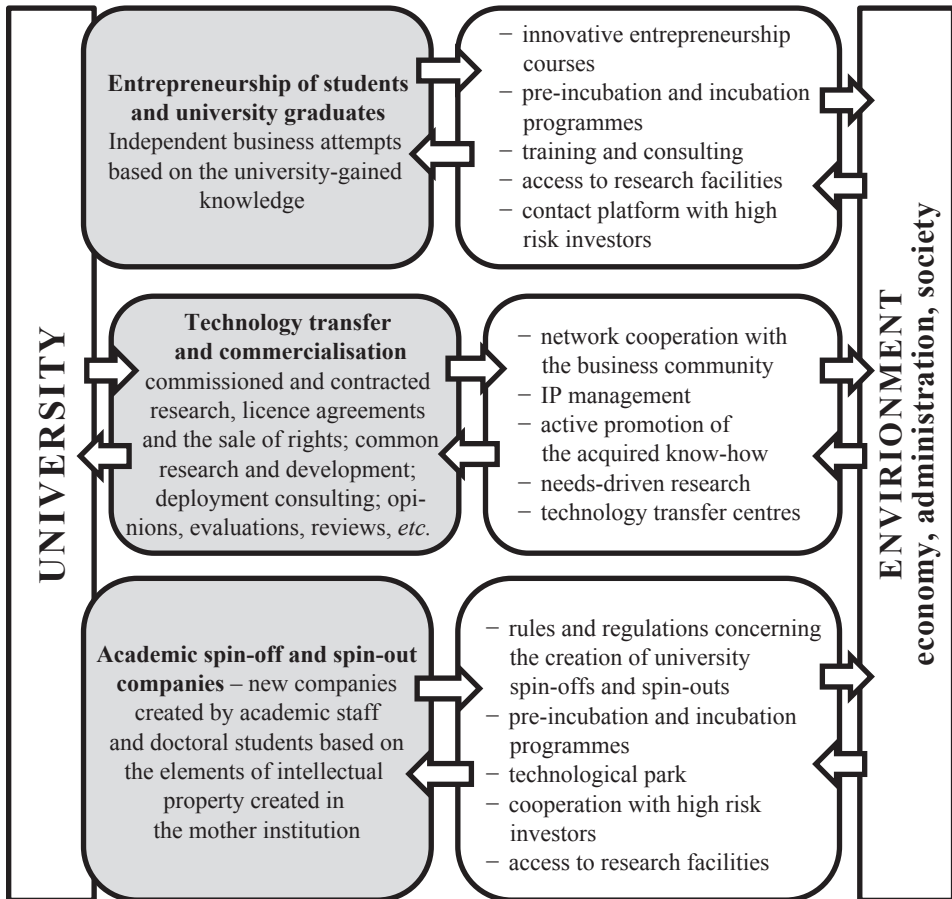 UNIVERSITY
Entrepreneurship of students
and university graduates
Independent business attempts
based on the university-gained
knowledge
− innovative entrepreneurship
courses
− pre-incubation and incubation
programmes
− training and consulting
− access to research facilities
− contact platform with high
risk investors
Technology transfer
and commercialisation
commissioned and contracted
research, licence agreements
and the sale of rights; common
research and development;
deployment consulting; opi-
nions, evaluations, reviews, etc.
− network cooperation with
the business community
− IP management
− active promotion of
the acquired know-how
− needs-driven research
− technology transfer centres
Academic spin-off and spin-out
companies – new companies
created by academic staff
and doctoral students based on
the elements of intellectual
property created in
the mother institution
− rules and regulations concerning
the creation of university
spin-offs and spin-outs
− pre-incubation and incubation
programmes
− technological park
− cooperation with high risk
investors
− access to research facilities
ENVIRIONMENT
economy, administration, society